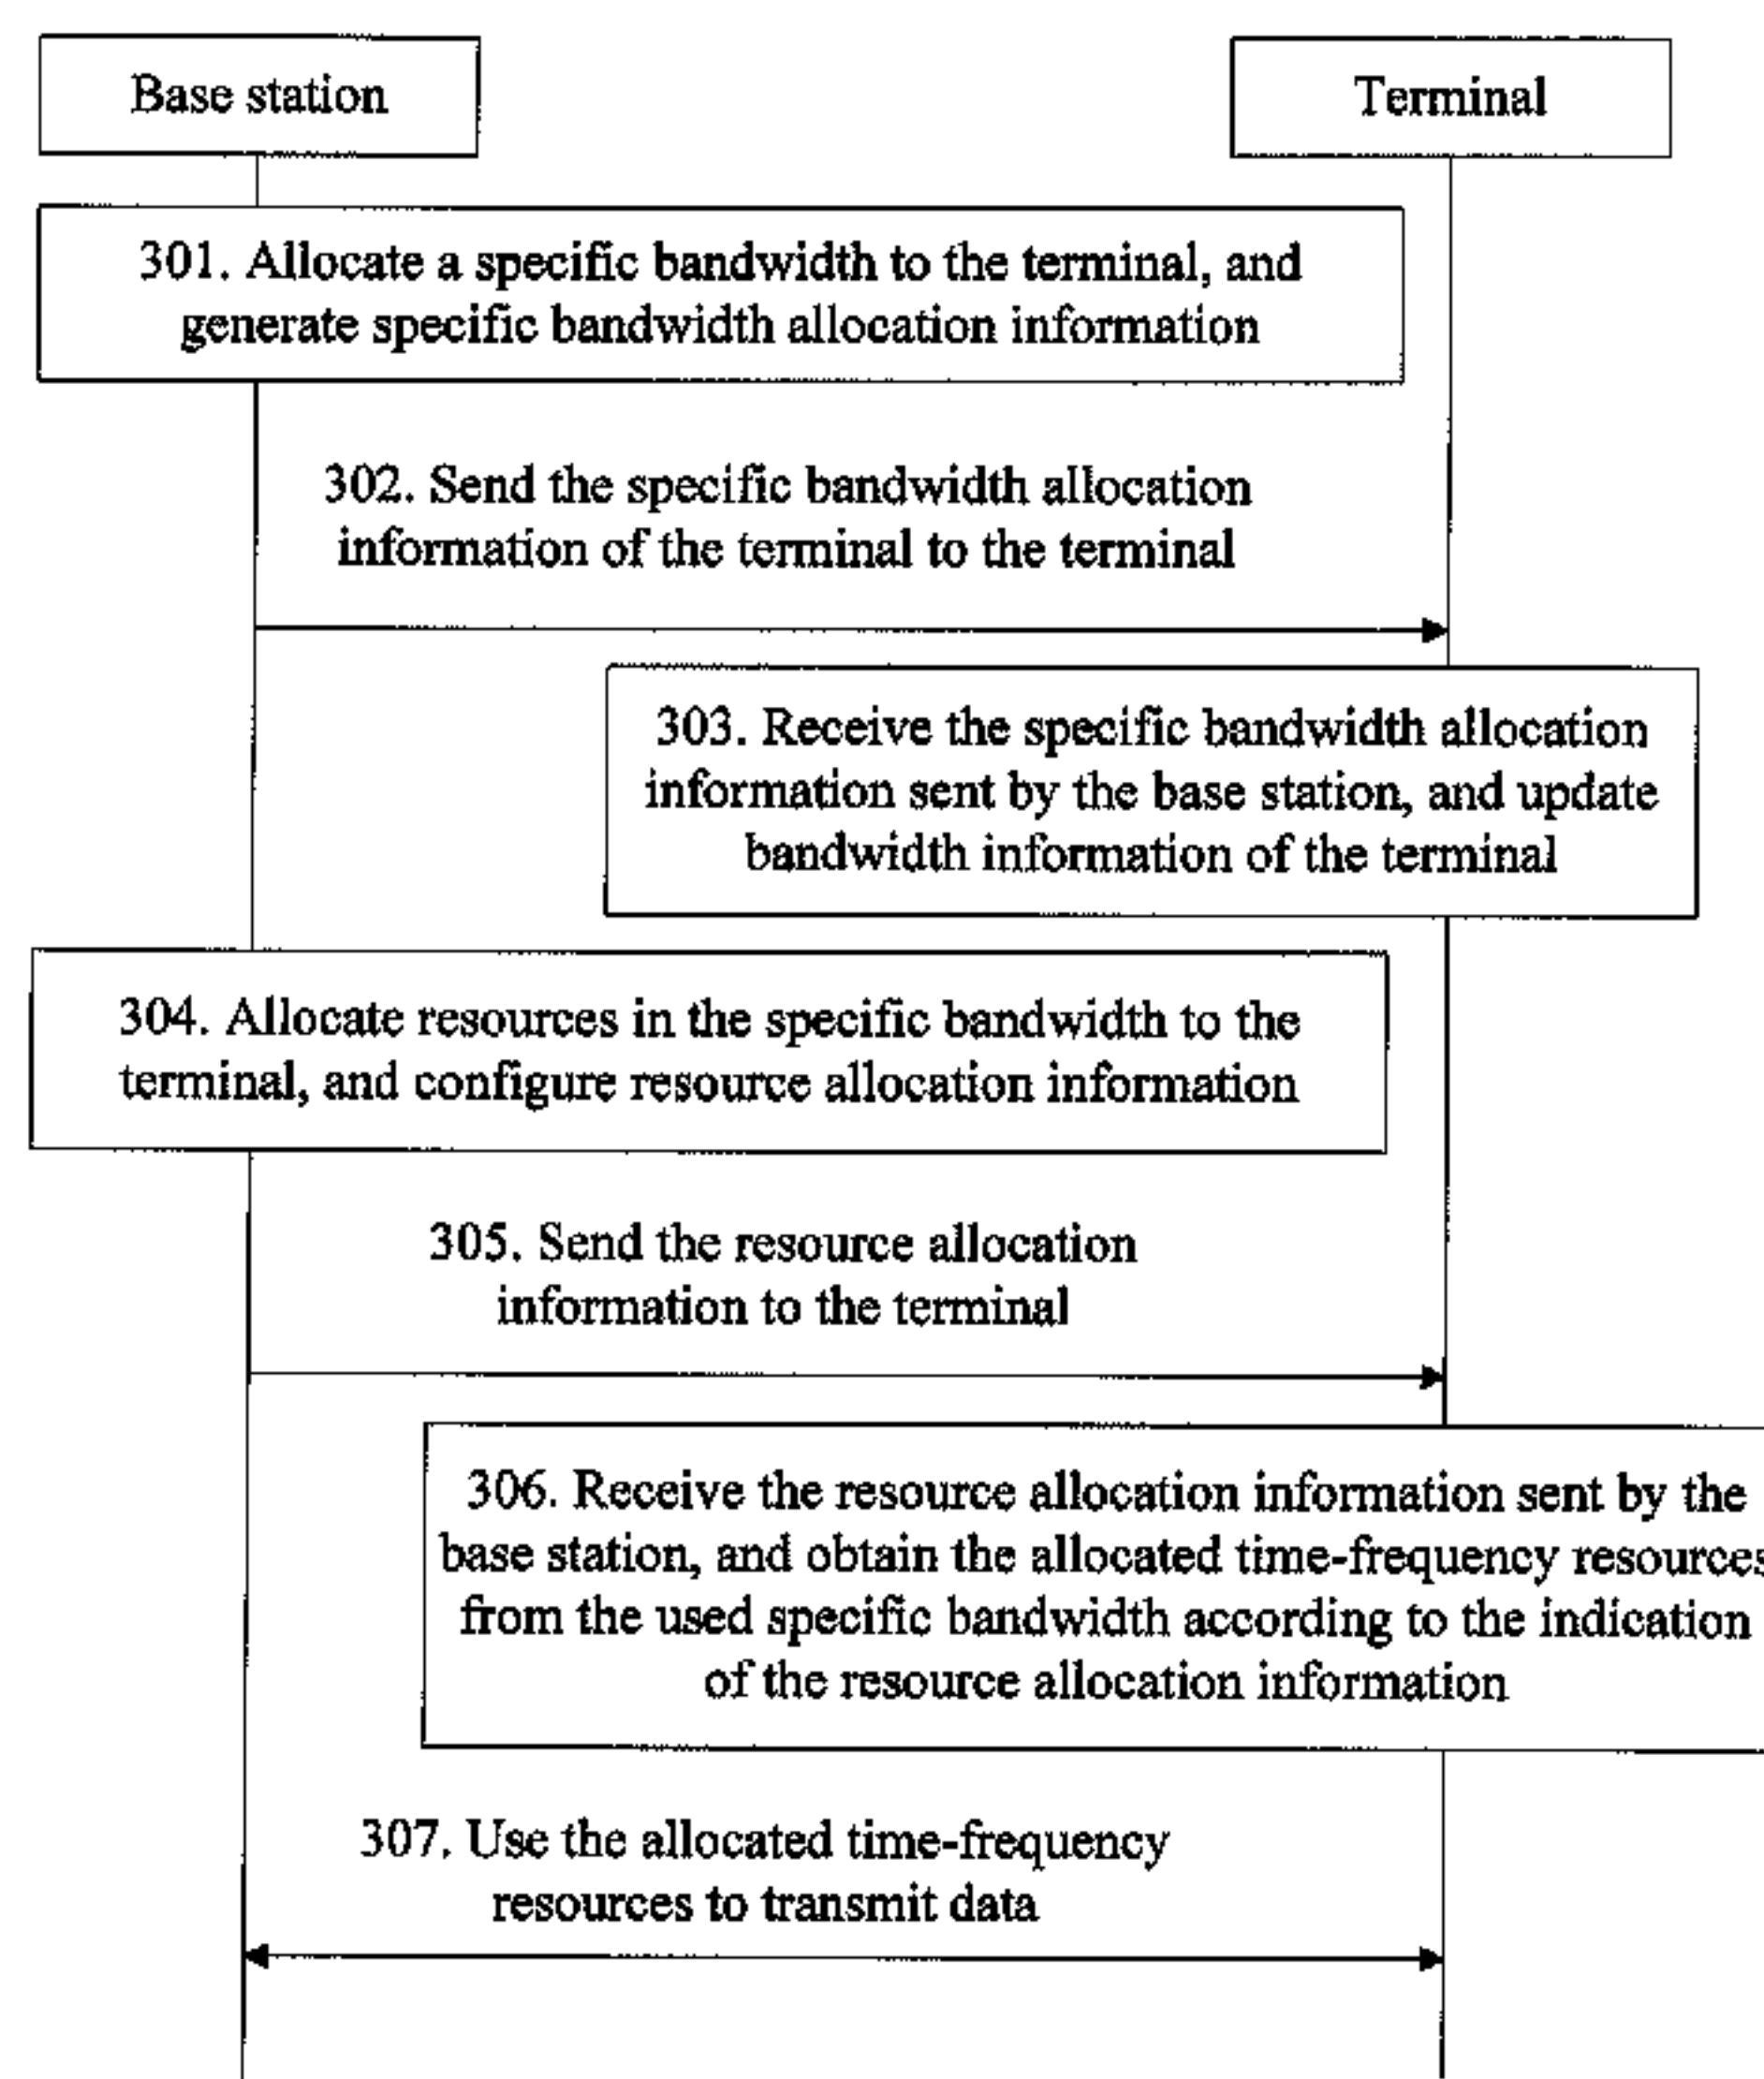 Base station
Terminal
301. Allocate a specific bandwidth to the terminal, and
generate specific bandwidth allocation information
302. Send the specific bandwidth allocation
information of the terminal to the terminal
303. Receive the specific bandwidth allocation
information sent by the base station, and update
bandwidth information of the terminal
304. Allocate resources in the specific bandwidth to the
terminal, and configure resource allocation information
305. Send the resource allocation
information to the terminal
306. Receive the resource allocation information sent by the
base station, and obtain the allocated time-frequency resources
from the used specific bandwidth according to the indication
of the resource allocation information
307. Use the allocated time-frequency
resources to transmit data